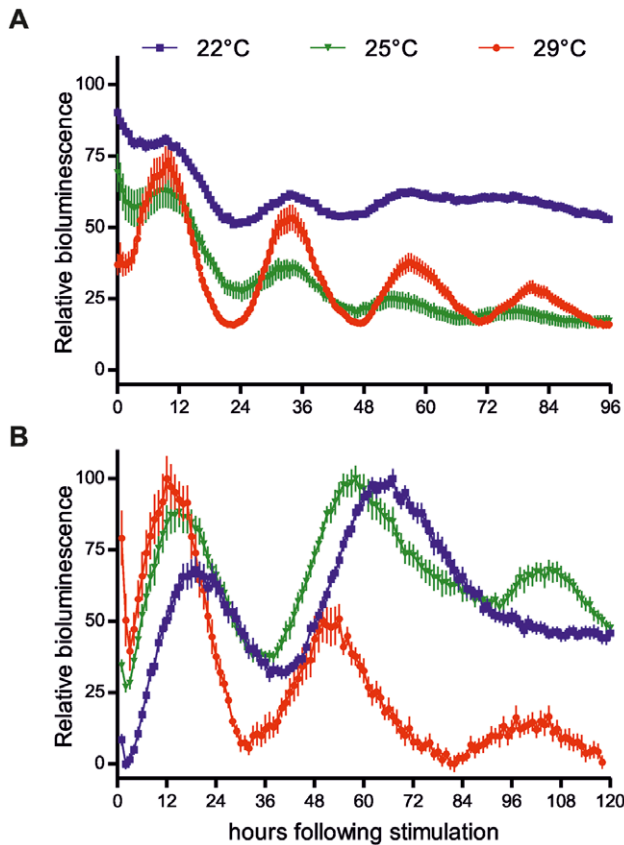 A
22°C 25°C 29°C
100
75
50
25
0
Relative bioluminescence
0 12 24 36 48 60 72 84 96
B
100
75
50
25
0
Relative bioluminescence
0 12 24 36 48 60 72 84 96 108 120
hours following stimulation